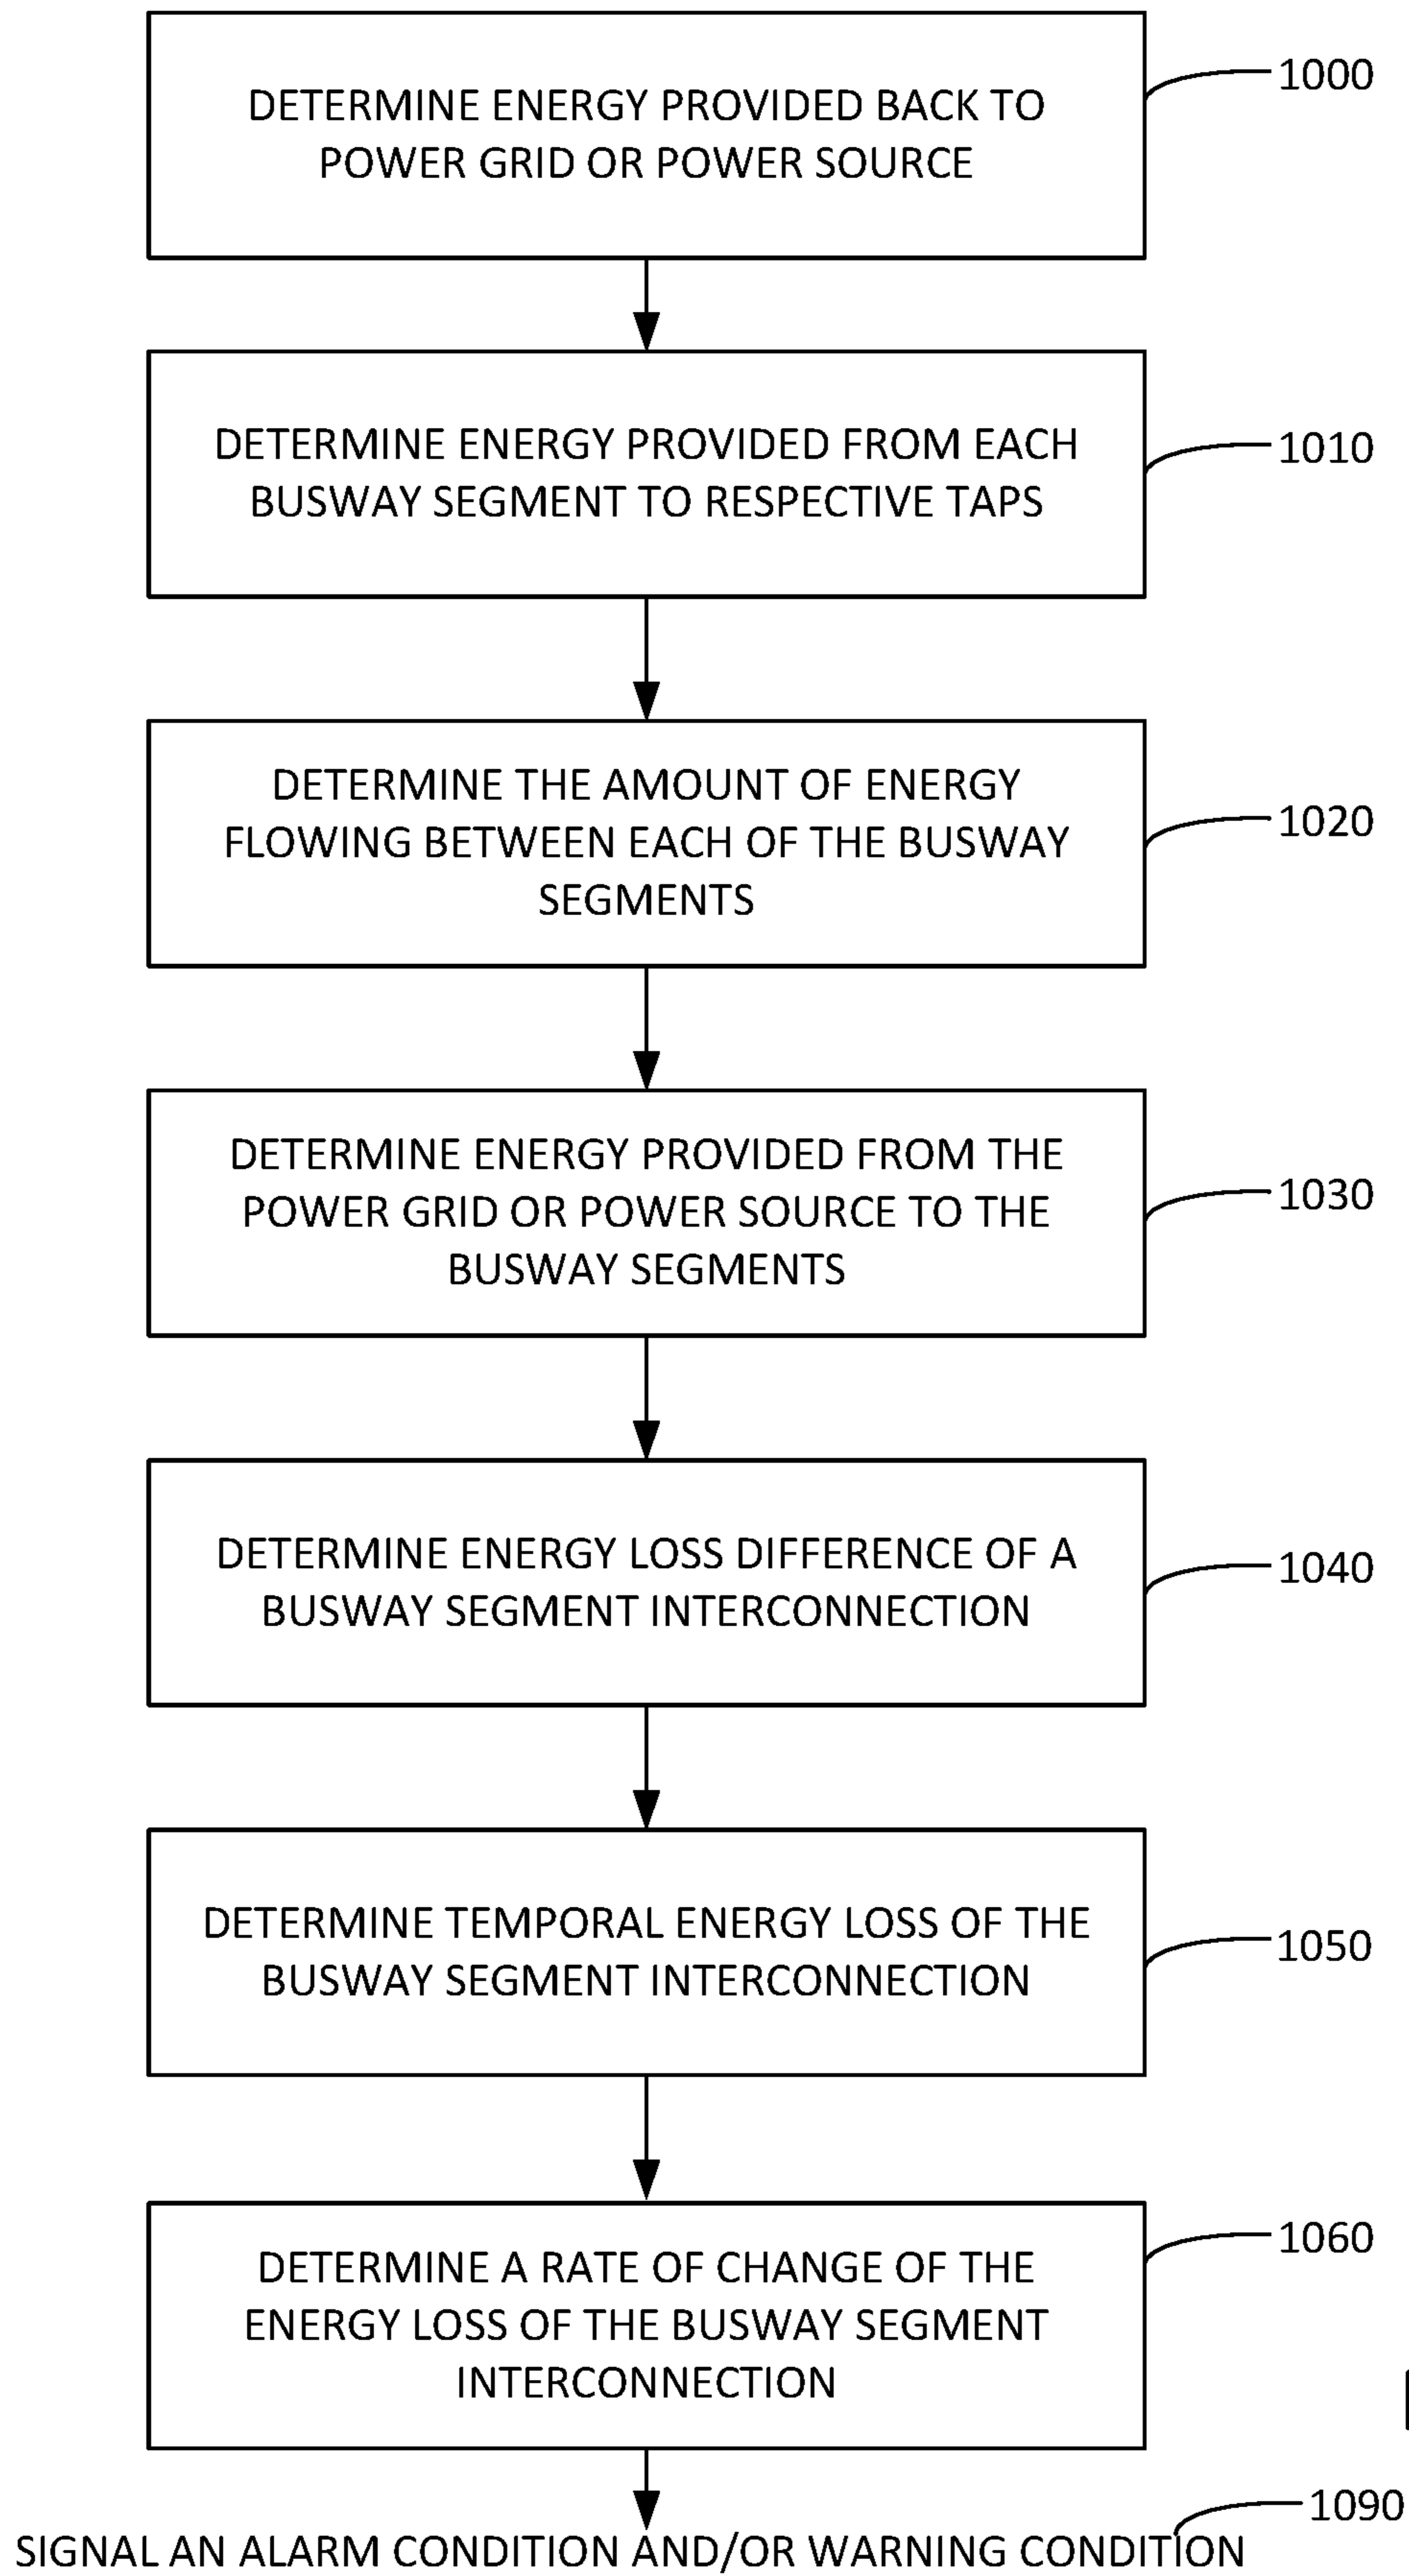 DETERMINE ENERGY PROVIDED BACK TO
POWER GRID OR POWER SOURCE
1000
DETERMINE ENERGY PROVIDED FROM EACH
BUSWAY SEGMENT TO RESPECTIVE TAPS
1010
DETERMINE THE AMOUNT OF ENERGY
FLOWING BETWEEN EACH OF THE BUSWAY
SEGMENTS
1020
DETERMINE ENERGY PROVIDED FROM THE
POWER GRID OR POWER SOURCE TO THE
BUSWAY SEGMENTS
1030
DETERMINE ENERGY LOSS DIFFERENCE OF A
BUSWAY SEGMENT INTERCONNECTION
1040
DETERMINE TEMPORAL ENERGY LOSS OF THE
BUSWAY SEGMENT INTERCONNECTION
1050
DETERMINE A RATE OF CHANGE OF THE
ENERGY LOSS OF THE BUSWAY SEGMENT
INTERCONNECTION
1060
1090
SIGNAL AN ALARM CONDITION AND/OR WARNING CONDITION